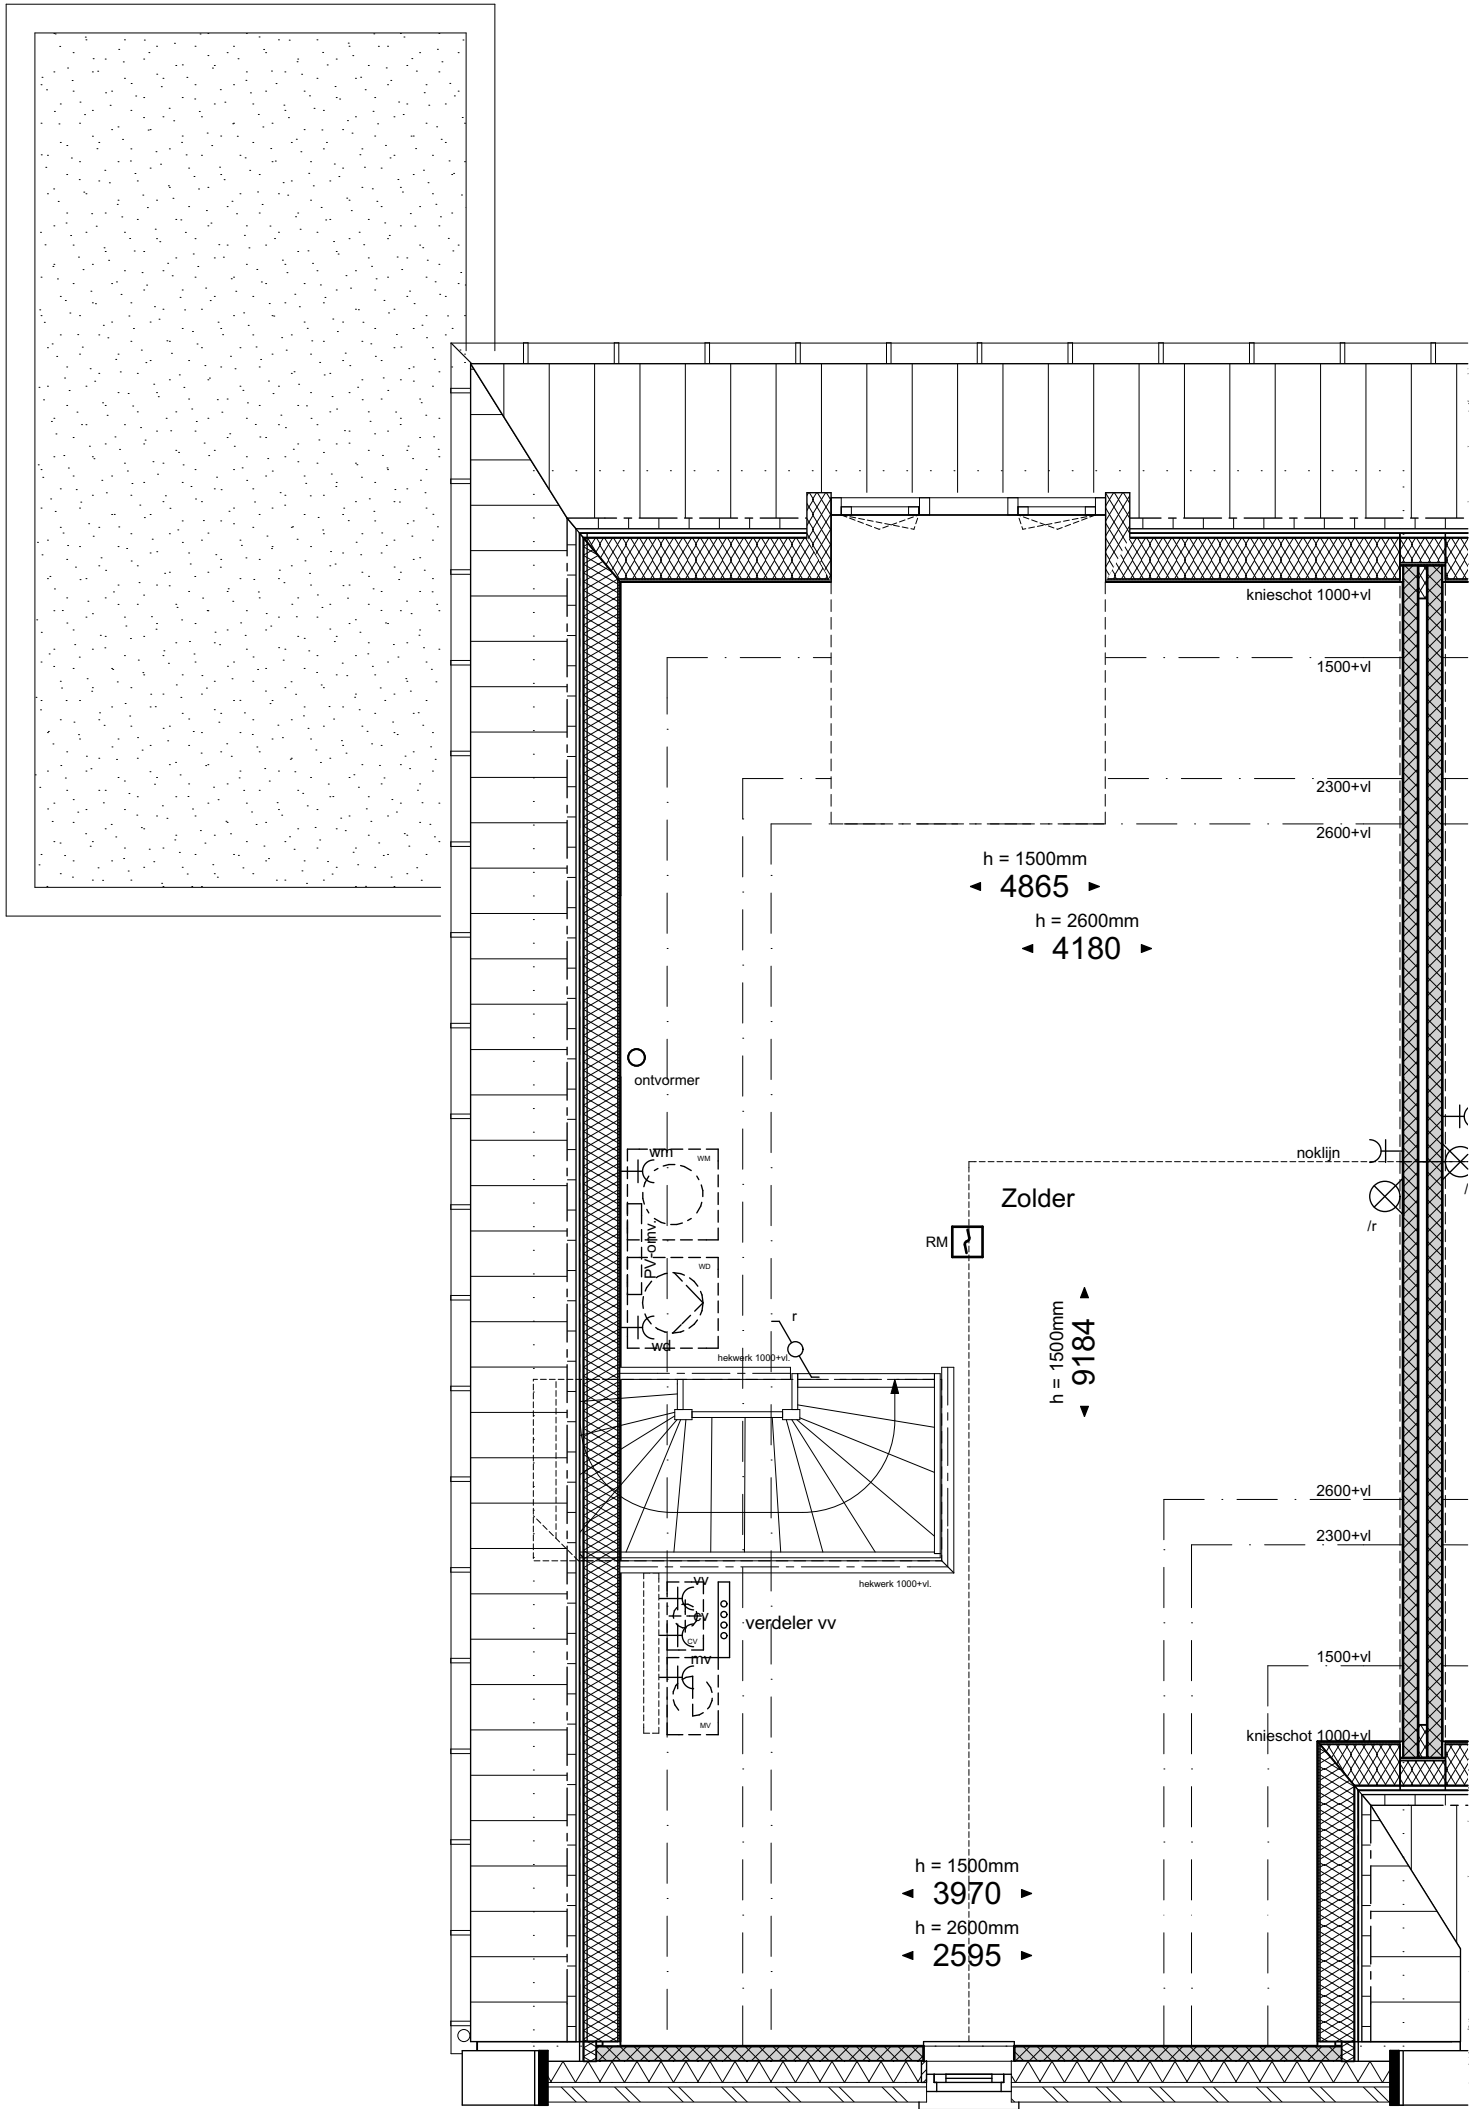 knieschot 1000+vl
1500+vl
2300+vl
2600+vl
h = 1500mm
4865
h = 2600mm
4180
ontvormer
wm
WM
noklijn
PV-omv.
Zolder
/r
/
RM
WD
wd
r
h = 1500mm
9184
hekwerk 1000+vl.
2600+vl
2300+vl
hekwerk 1000+vl.
vv
cv
verdeler vv
CV
mv
1500+vl
MV
knieschot 1000+vl
h = 1500mm
3970
h = 2600mm
2595